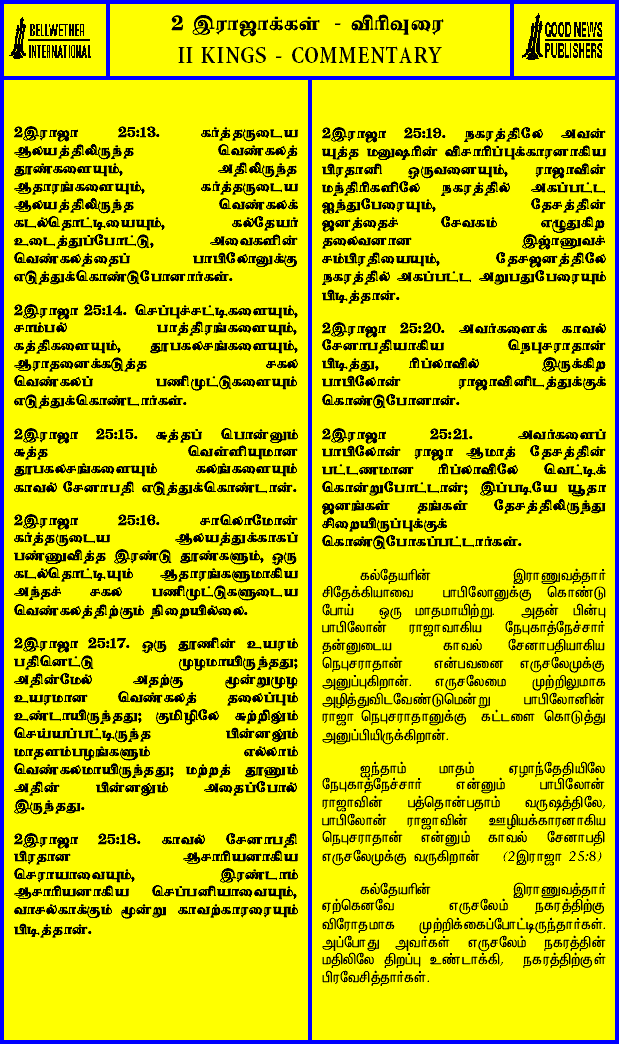 BELLWETHER
INTERNATIONAL
2 இராஜாக்கள் - விரிவுரை
II KINGS - COMMENTARY
GOOD NEWS
PUBLISHERS
2இராஜா 25:13. கர்த்தருடைய
ஆலயத்திலிருந்த வெண்கலத்
தூண்களையும், அதிலிருந்த
ஆதாரங்களையும், கர்த்தருடைய
ஆலயத்திலிருந்த வெண்கலக்
கடல்தொட்டியையும், கல்தேயர்
உடைத்துப்போட்டு, அவைகளின்
வெண்கலத்தைப் பாபிலோனுக்கு
எடுத்துக்கொண்டுபோனார்கள்.
2இராஜா 25:14. செப்புச்சட்டிகளையும்,
சாம்பல் பாத்திரங்களையும்,
கத்திகளையும், தூபகலசங்களையும்,
ஆராதனைக்கடுத்த சகல
வெண்கலப் பணிமுட்டுகளையும்
எடுத்துக்கொண்டார்கள்.
2இராஜா 25:15. சுத்தப் பொன்னும்
சுத்த வெள்ளியுமான
தூபகலசங்களையும் கலங்களையும்
காவல் சேனாபதி எடுத்துக்கொண்டான்.
2இராஜா 25:16. சாலொமோன்
கர்த்தருடைய ஆலயத்துக்காகப்
பண்ணுவித்த இரண்டு தூண்களும், ஒரு
கடல்தொட்டியும் ஆதாரங்களுமாகிய
அந்தச் சகல பணிமுட்டுகளுடைய
வெண்கலத்திற்கும் நிறையில்லை.
2இராஜா 25:17. ஒரு தூணின் உயரம்
பதினெட்டு முழமாயிருந்தது;
அதின்மேல் அதற்கு மூன்றுமுழ
உயரமான வெண்கலத் தலைப்பும்
உண்டாயிருந்தது; குமிழிலே சுற்றிலும்
செய்யப்பட்டிருந்த பின்னலும்
மாதளம்பழங்களும் எல்லாம்
வெண்கலமாயிருந்தது; மற்றத் தூணும்
அதின் பின்னலும் அதைப்போல்
இருந்தது.
2இராஜா 25:18. காவல் சேனாபதி
பிரதான ஆசாரியனாகிய
செராயாவையும், இரண்டாம்
ஆசாரியனாகிய செப்பனியாவையும்,
வாசல்காக்கும் மூன்று காவற்காரரையும்
பிடித்தான்.
2இராஜா 25:19. நகரத்திலே அவன்
யுத்த மனுஷரின் விசாரிப்புக்காரனாகிய
பிரதானி ஒருவனையும், ராஜாவின்
மந்திரிகளிலே நகரத்தில் அகப்பட்ட
ஐந்துபேரையும், தேசத்தின்
ஜனத்தைச் சேவகம் எழுதுகிற
தலைவனான இஜ்ாணுவச்
சம்பிரதியையும், தேசஜனத்திலே
நகரத்தில் அகப்பட்ட அறுபதுபேரையும்
பிடித்தான்.
2இராஜா 25:20. அவர்களைக் காவல்
சேனாபதியாகிய நெபுசராதான்
பிடித்து, ரிப்லாவில் இருக்கிற
பாபிலோன் ராஜாவினிடத்துக்குக்
கொண்டுபோனான்.
2இராஜா 25:21. அவர்களைப்
பாபிலோன் ராஜா ஆமாத் தேசத்தின்
பட்டணமான ரிப்லாவிலே வெட்டிக்
கொன்றுபோட்டான்; இப்படியே யூதா
ஜனங்கள் தங்கள் தேசத்திலிருந்து
சிறையிருப்புக்குக்
கொண்டுபோகப்பட்டார்கள்.
கல்தேயரின் இராணுவத்தார்
சிதேக்கியாவை பாபிலோனுக்கு கொண்டு
போய் ஒரு மாதமாயிற்று. அதன் பின்பு
பாபிலோன் ராஜாவாகிய நேபுகாத்நேச்சார்
தன்னுடைய காவல் சேனாபதியாகிய
நெபுசராதான் என்பவனை எருசலேமுக்கு
அனுப்புகிறான். எருசலேமை முற்றிலுமாக
அழித்துவிடவேண்டுமென்று பாபிலோனின்
ராஜா நெபுசராதானுக்கு கட்டளை கொடுத்து
அனுப்பியிருக்கிறான்.
ஐந்தாம் மாதம் ஏழாந்தேதியிலே
நேபுகாத்நேச்சார் என்னும் பாபிலோன்
ராஜாவின் பத்தொன்பதாம் வருஷத்திலே,
பாபிலோன் ராஜாவின் ஊழியக்காரனாகிய
நெபுசராதான் என்னும் காவல் சேனாபதி
எருசலேமுக்கு வருகிறான் (2இராஜா 25:8)
கல்தேயரின் இராணுவத்தார்
ஏற்கெனவே எருசலேம் நகரத்திற்கு
விரோதமாக முற்றிக்கைப்போட்டிருந்தார்கள்.
அப்போது அவர்கள் எருசலேம் நகரத்தின்
மதிலிலே திறப்பு உண்டாக்கி, நகரத்திற்குள்
பிரவேசித்தார்கள்.